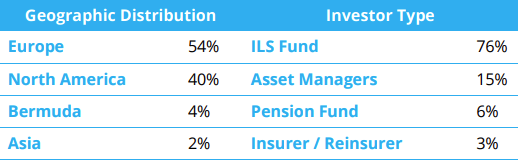 Geographic Distribution Investor Type
Europe 54% ILS Fund 76%
North America 40% Asset Managers 15%
Bermuda 4% Pension Fund 6%
Asia 2% Insurer / Reinsurer 3%